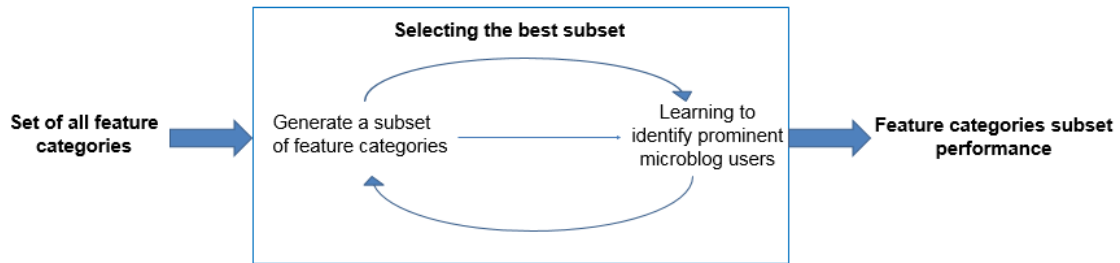 Selecting the best subset
Set of all feature
categories
Generate a subset
of feature categories
Learning to
identify prominent
microblog users
Feature categories subset
performance